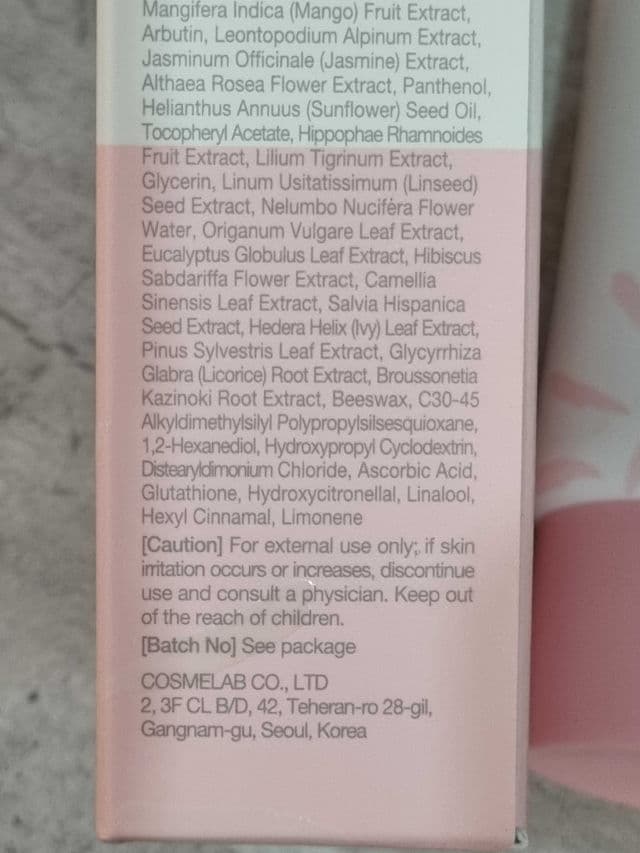 Mangifera Indica (Mango) Fruit Extract,
Arbutin, Leontopodium Alpinum Extract,
Jasminum Officinale (Jasmine) Extract,
Althaea Rosea Flower Extract, Panthenol,
Helianthus Annuus (Sunflower) Seed Oil,
Tocopheryl Acetate, Hippophae Rhamnoides
Fruit Extract, Lilium Tigrinum Extract,
Glycerin, Linum Usitatissimum (Linseed)
Seed Extract, Nelumbo Nuciféra Flower
Water, Origanum Vulgare Leaf Extract,
Eucalyptus Globulus Leaf Extract, Hibiscus
Sabdariffa Flower Extract, Camellia
Sinensis Leaf Extract, Salvia Hispanica
Seed Extract, Hedera Helix (Ivy) Leaf Extract,
Pinus Sylvestris Leaf Extract, Glycyrrhiza
Glabra (Licorice) Root Extract, Broussonetia
Kazinoki Root Extract, Beeswax, C30-45
Alkyldimethylsilyl Polypropylsilsesquioxane,
1,2-Hexanediol, Hydroxypropyl Cyclodextrin,
Distearyldimonium Chloride, Ascorbic Acid,
Glutathione, Hydroxycitronellal, Linalool,
Hexyl Cinnamal, Limonene
[Caution] For external use only; if skin
irritation occurs or increases, discontinue
use and consult a physician. Keep out
of the reach of children.
[Batch No] See package
COSMELAB CO., LTD
2, 3F CL B/D, 42, Teheran-ro 28-gil,
Gangnam-gu, Seoul, Korea